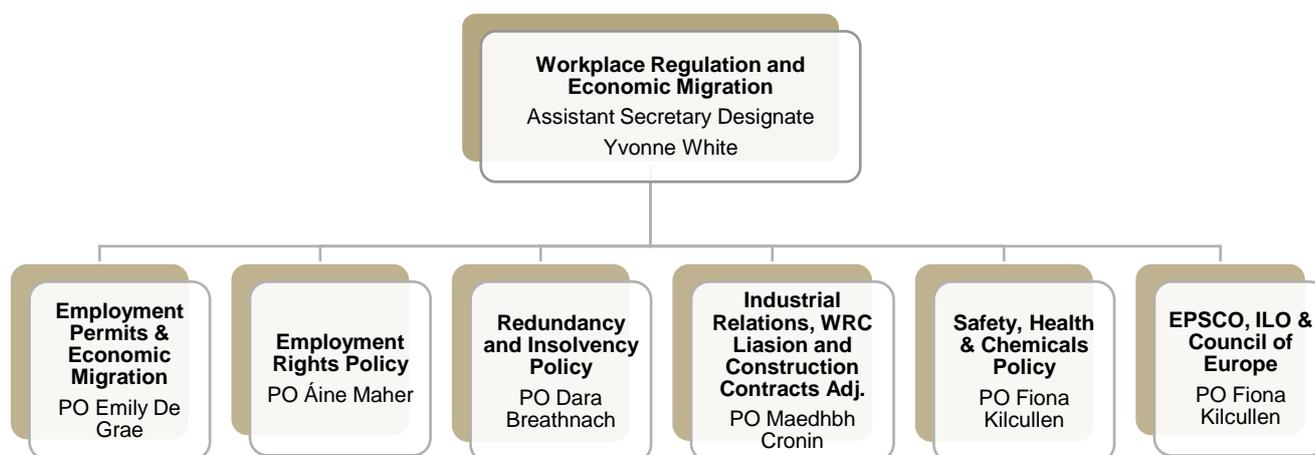 Workplace Regulation and
Economic Migration
Assistant Secretary Designate
Yvonne White
Employment
Permits &
Economic
Migration
PO Emily De
Grae
Employment
Rights Policy
PO Áine Maher
Redundancy
and Insolvency
Policy
PO Dara
Breathnach
Industrial
Relations, WRC
Liasion and
Construction
Contracts Adj.
PO Maedhbh
Cronin
Safety, Health
& Chemicals
Policy
PO Fiona
Kilcullen
EPSCO, ILO &
Council of
Europe
PO Fiona
Kilcullen